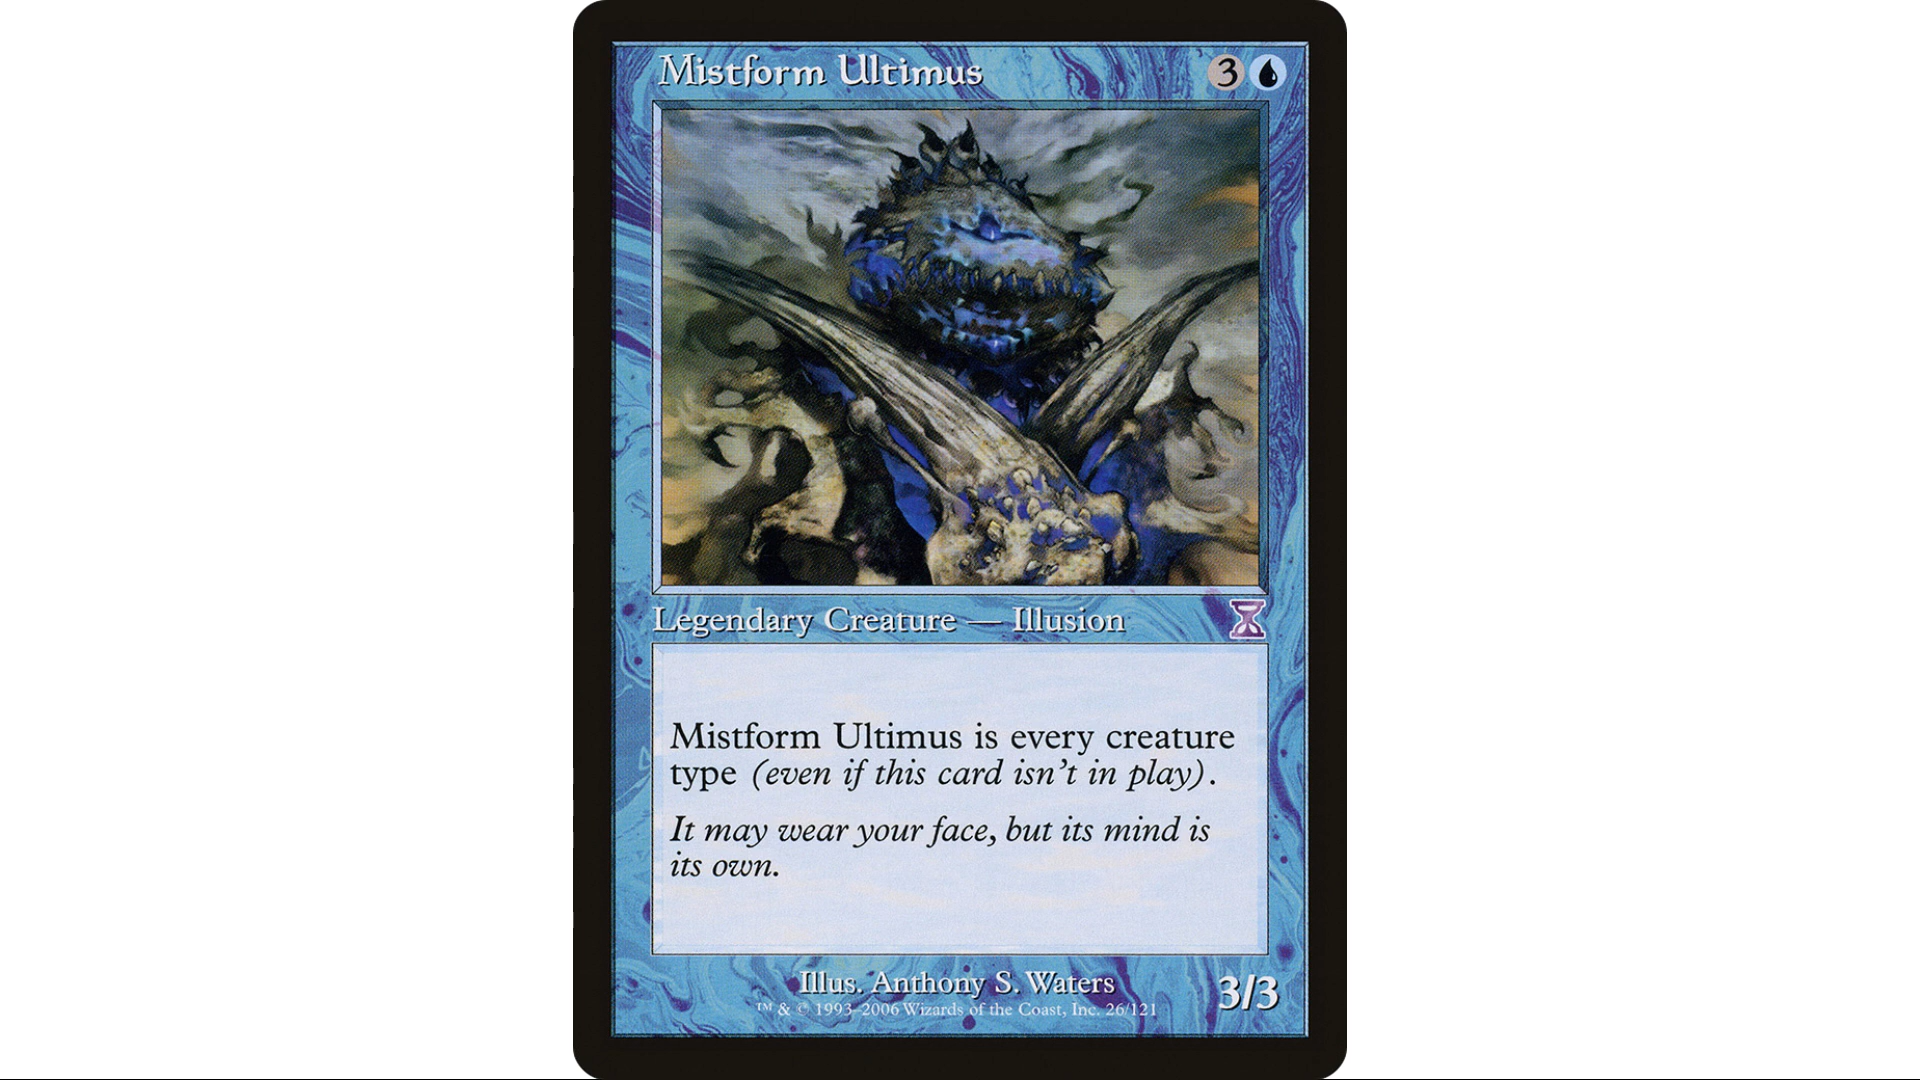 Mistform Ultimus 3
Legendary Creature — Illusion
Mistform Ultimus is every creature
type (even if this card isn't in play).
It may wear your face, but its mind is
its own.
Illus. Anthony S. Waters
3/3
™ & © 1993–2006 Wizards of the Coast, Inc. 26/121